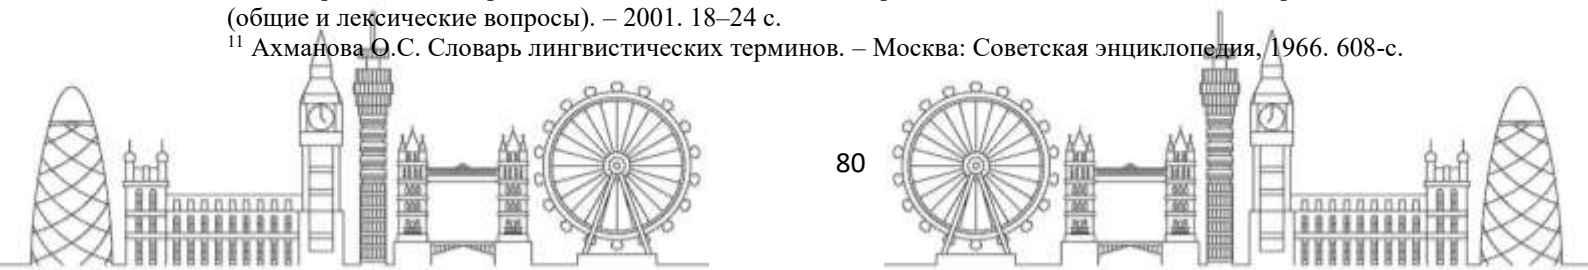 (общие и лексические вопросы). – 2001. 18–24 с.
11 Ахманова О.С. Словарь лингвистических терминов. – Москва: Советская энциклопедия, 1966. 608-с.
80